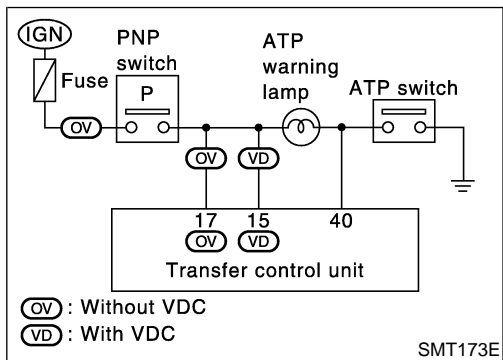 IGN
PNP
switch
ATP
warning
lamp
Fuse
P
ATP switch
OV
OV
VD
17 15 40
OV VD
Transfer control unit
OV : Without VDC
VD : With VDC
SMT173E